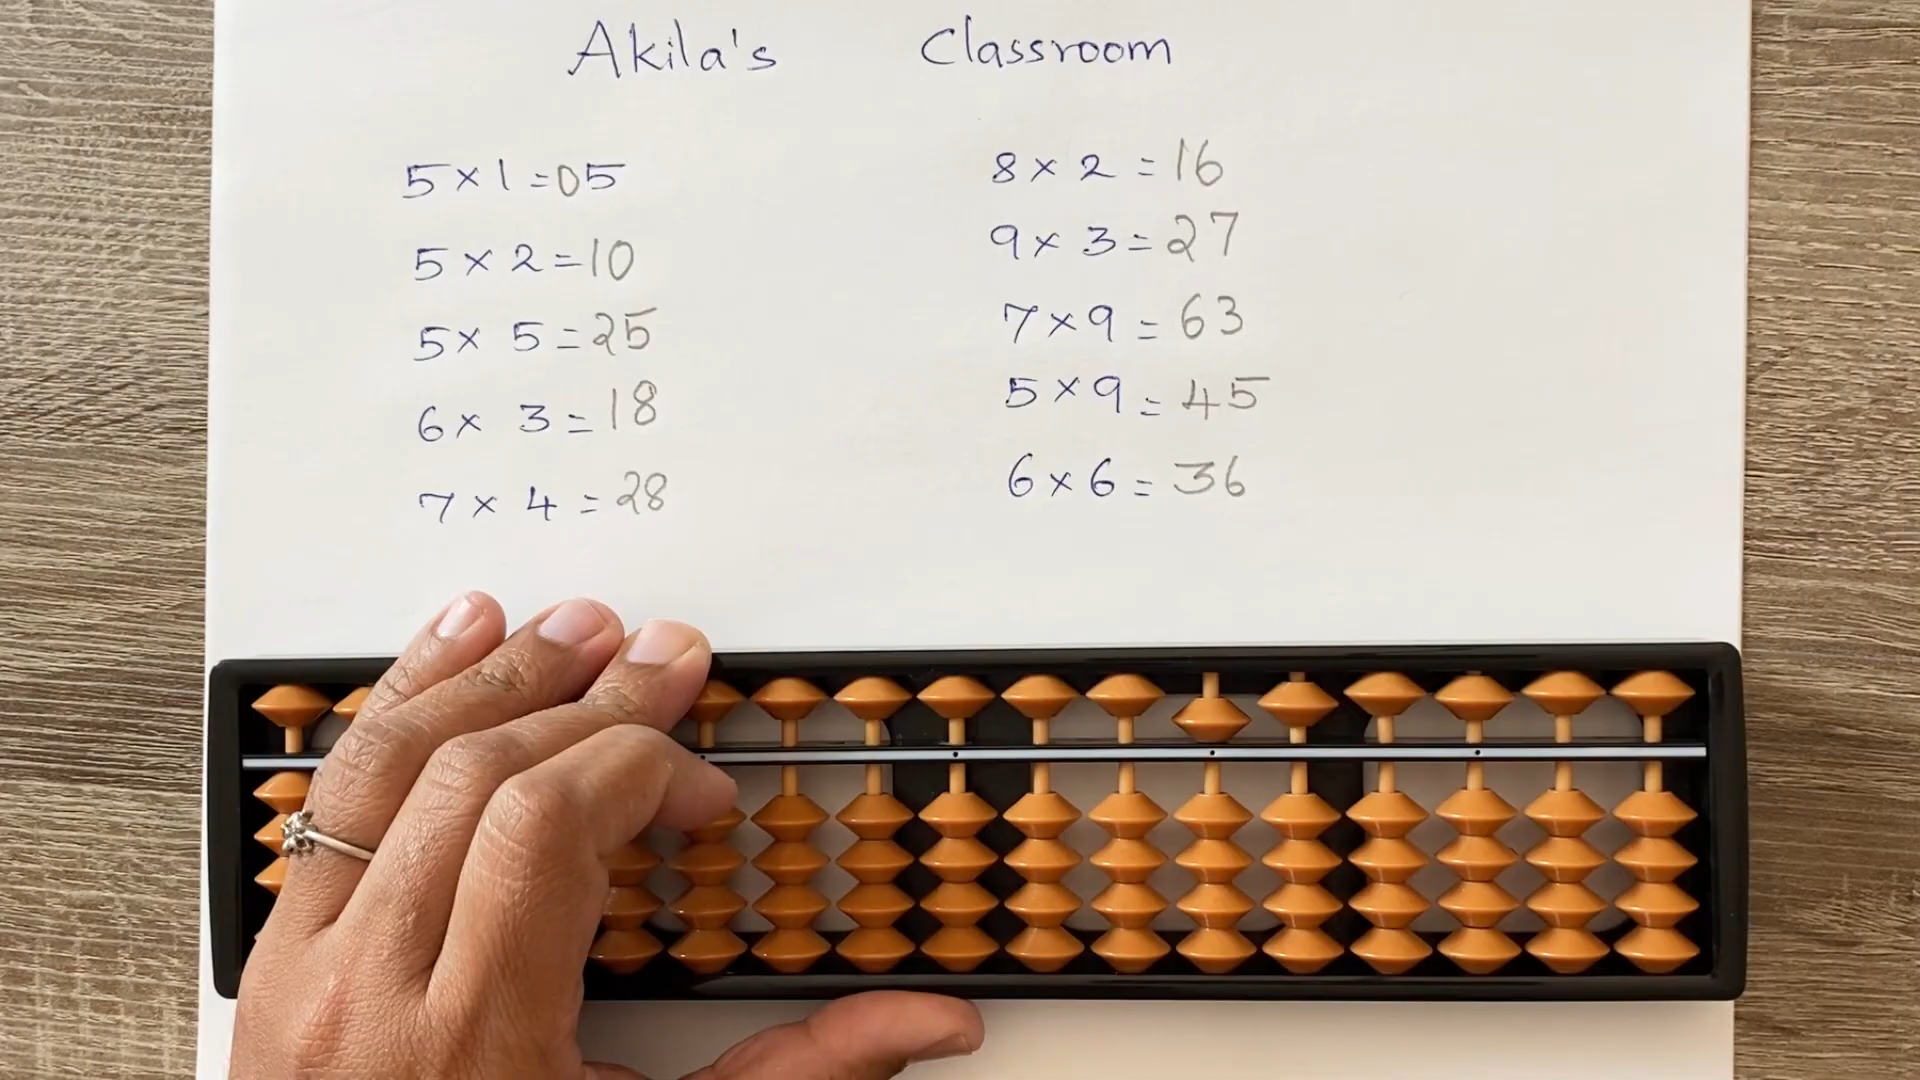 Akila's Classroom
5 × 1 = 05
5 × 2 = 10
5 × 5 = 25
6 × 3 = 18
7 × 4 = 28
8 × 2 = 16
9 × 3 = 27
7 × 9 = 63
5 × 9 = 45
6 × 6 = 36